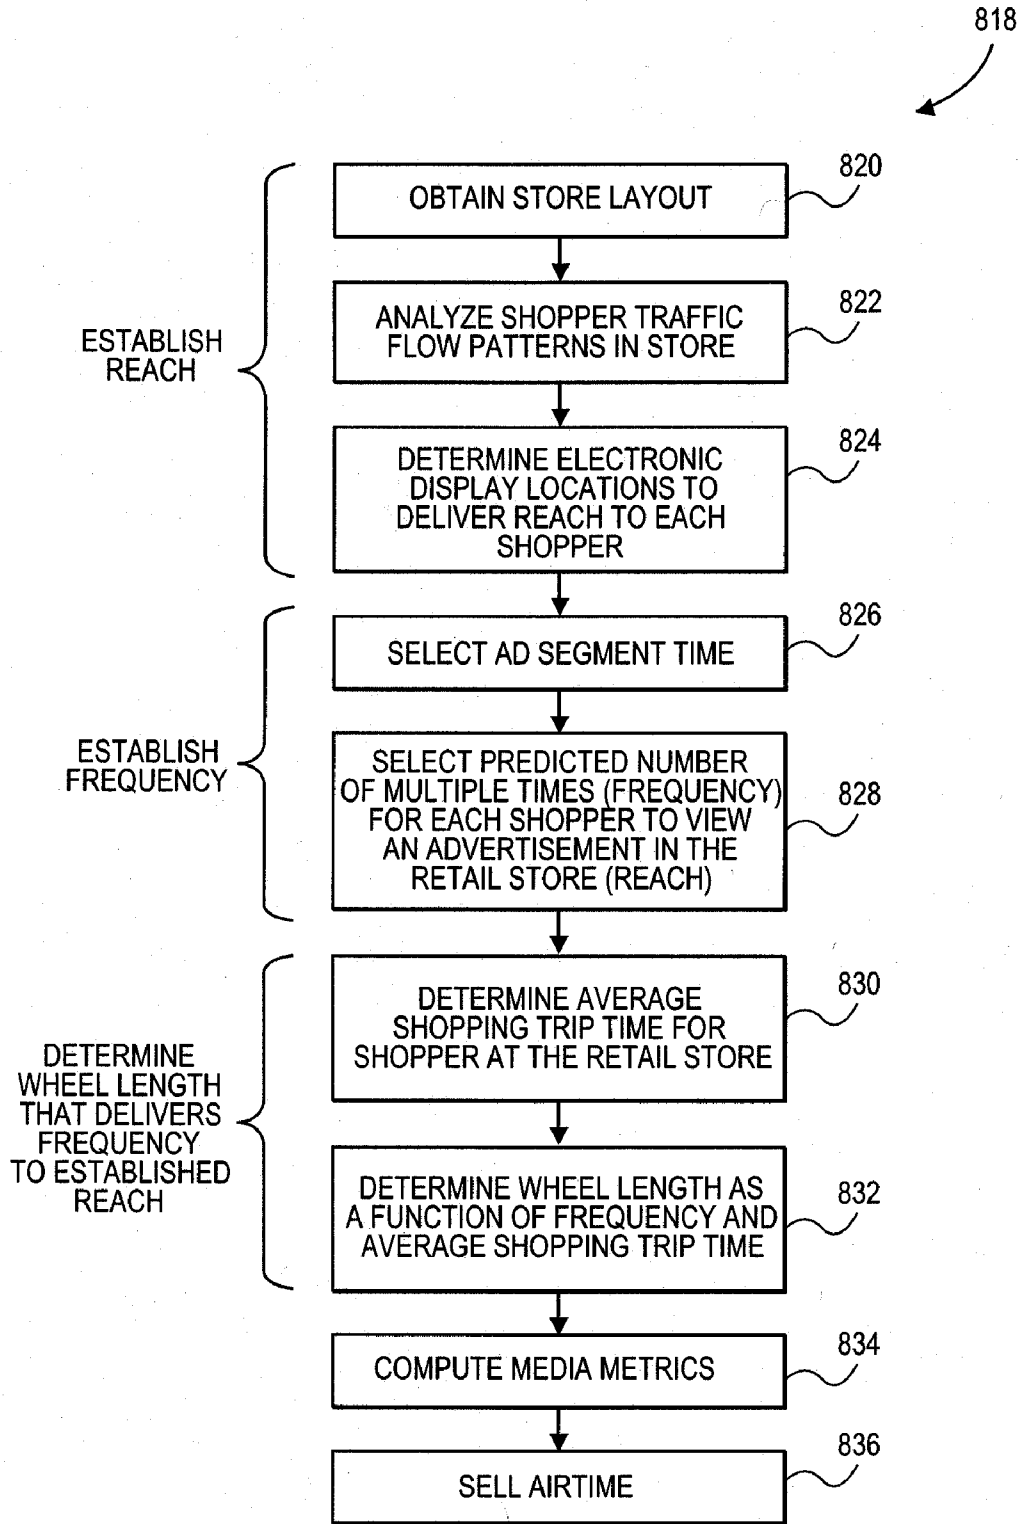 818
820
OBTAIN STORE LAYOUT
822
ANALYZE SHOPPER TRAFFIC
FLOW PATTERNS IN STORE
ESTABLISH
REACH
824
DETERMINE ELECTRONIC
DISPLAY LOCATIONS TO
DELIVER REACH TO EACH
SHOPPER
826
SELECT AD SEGMENT TIME
ESTABLISH
FREQUENCY
SELECT PREDICTED NUMBER
OF MULTIPLE TIMES (FREQUENCY)
FOR EACH SHOPPER TO VIEW
AN ADVERTISEMENT IN THE
RETAIL STORE (REACH)
828
830
DETERMINE AVERAGE
SHOPPING TRIP TIME FOR
SHOPPER AT THE RETAIL STORE
DETERMINE
WHEEL LENGTH
THAT DELIVERS
FREQUENCY
TO ESTABLISHED
REACH
832
DETERMINE WHEEL LENGTH AS
A FUNCTION OF FREQUENCY AND
AVERAGE SHOPPING TRIP TIME
834
COMPUTE MEDIA METRICS
836
SELL AIRTIME